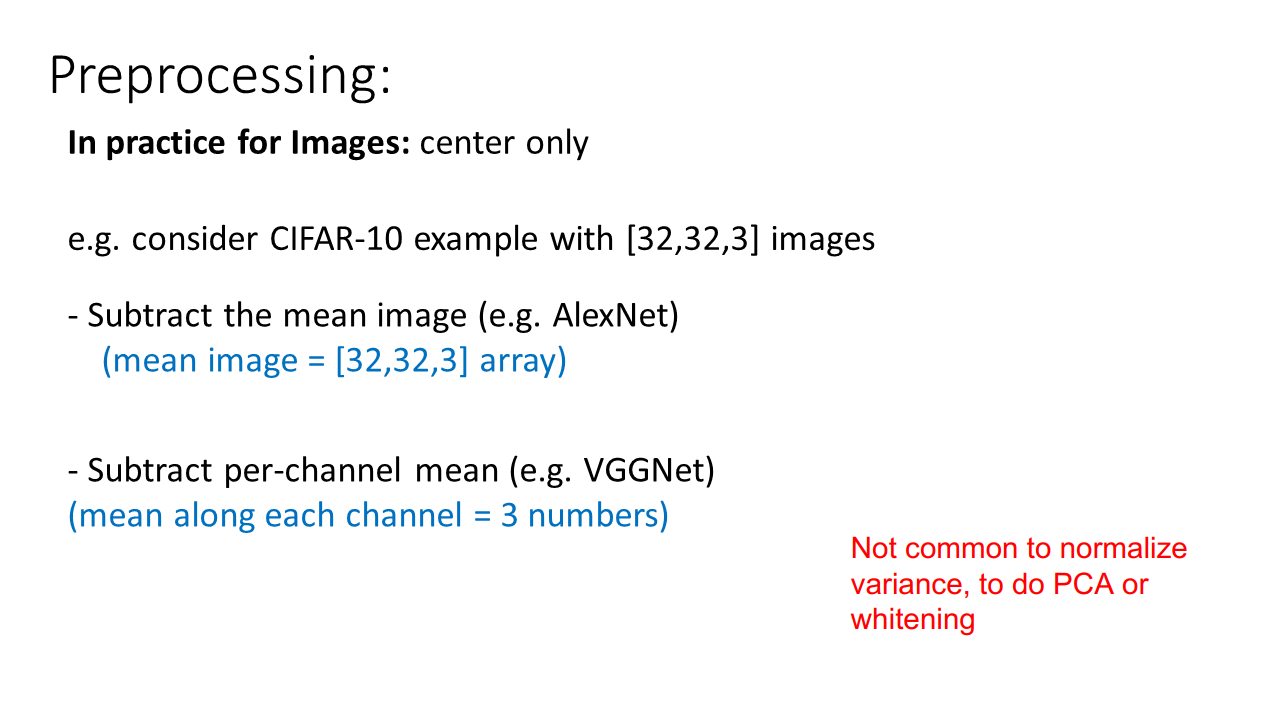 Preprocessing:
In practice for Images: center only
e.g. consider CIFAR-10 example with [32,32,3] images
- Subtract the mean image (e.g. AlexNet)
(mean image = [32,32,3] array)
- Subtract per-channel mean (e.g. VGGNet)
(mean along each channel = 3 numbers)
Not common to normalize
variance, to do PCA or
whitening